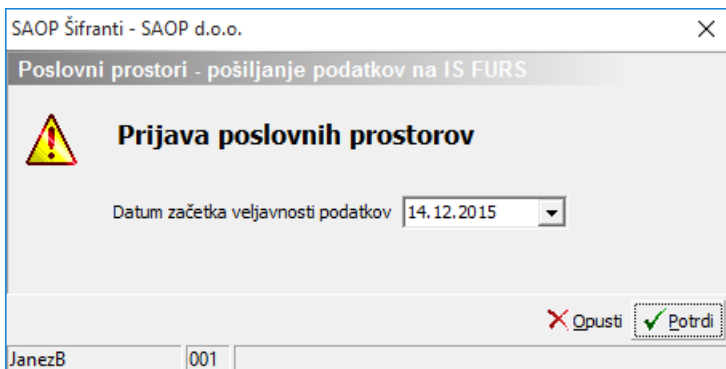 SAOP Šifranti - SAOP d.o.o.
Poslovni prostori - pošiljanje podatkov na IS FURS
Prijava poslovnih prostorov
Datum začetka veljavnosti podatkov 14.12.2015
Opusti Potrdi
JanezB 001